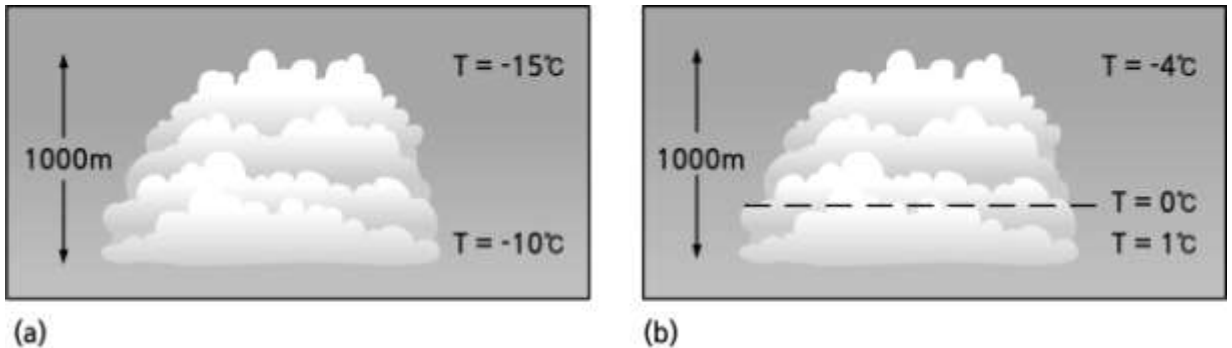 T = -15℃
1000m
T = -10℃
(a)
T = -4℃
1000m
T = 0℃
T = 1℃
(b)